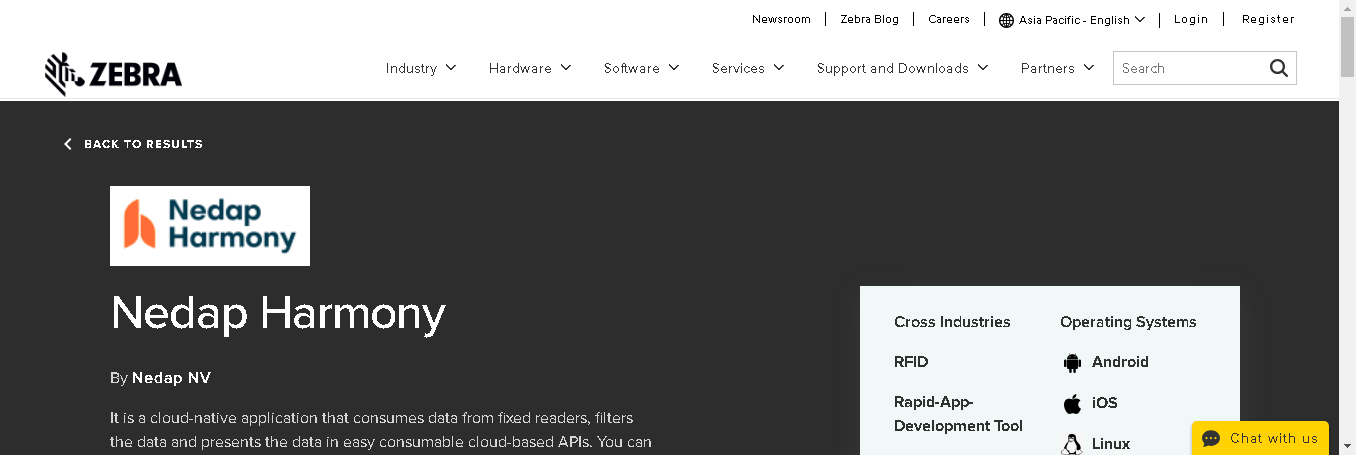 Newsroom
Zebra Blog
Careers
Asia Pacific - English
Login
Register
ZEBRA
Industry
Hardware
Software
Services
Support and Downloads
Partners
Search
BACK TO RESULTS
Nedap
Harmony
Nedap Harmony
By Nedap NV
It is a cloud-native application that consumes data from fixed readers, filters
the data and presents the data in easy consumable cloud-based APIs. You can
Cross Industries
RFID
Rapid-App-
Development Tool
Operating Systems
Android
iOS
Linux
Chat with us